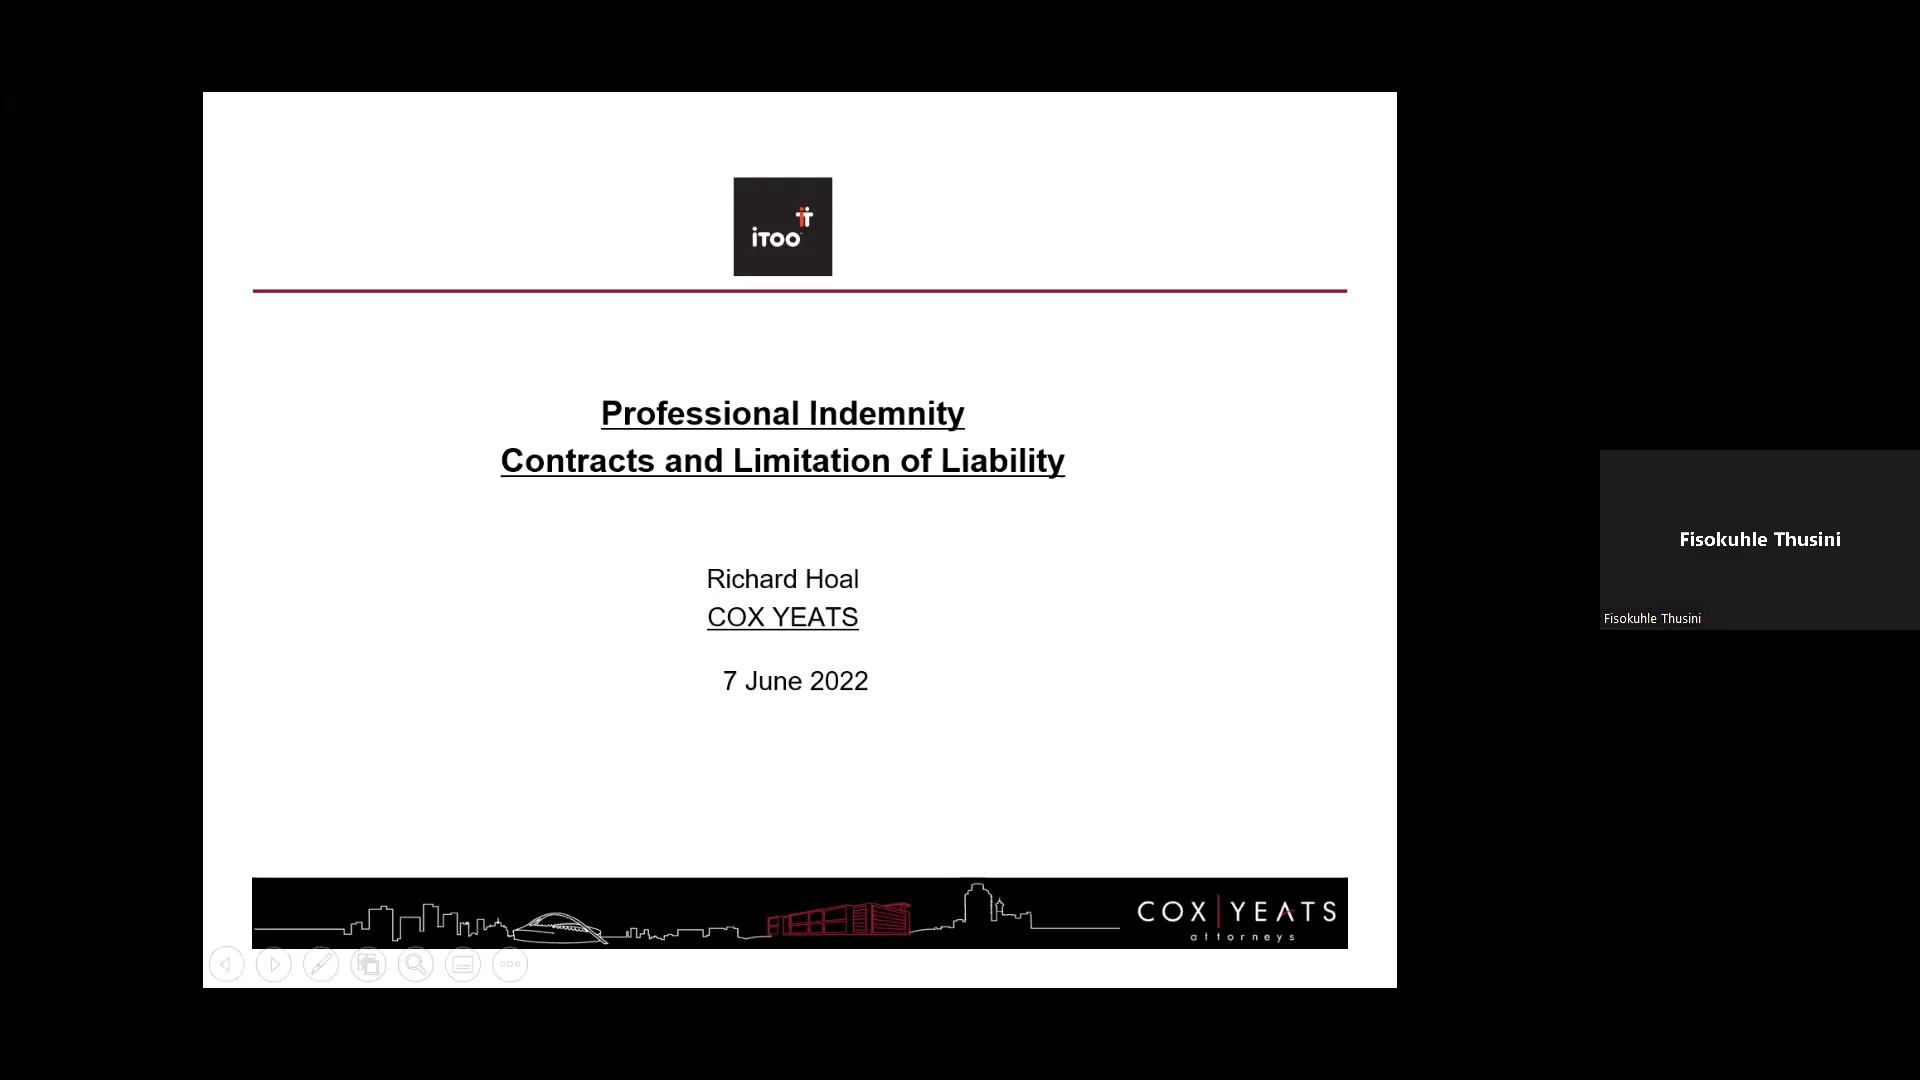 iTOO
Professional Indemnity
Contracts and Limitation of Liability
Richard Hoal
COX YEATS
7 June 2022
COX YEATS
attorneys
Fisokuhle Thusini
Fisokuhle Thusini